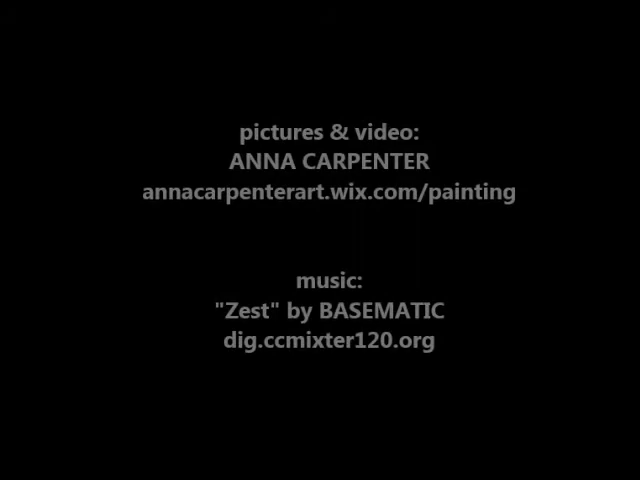 pictures & video:
ANNA CARPENTER
annacarpenterart.wix.com/painting
music:
"Zest" by BASEMATIC
dig.ccmixter120.org